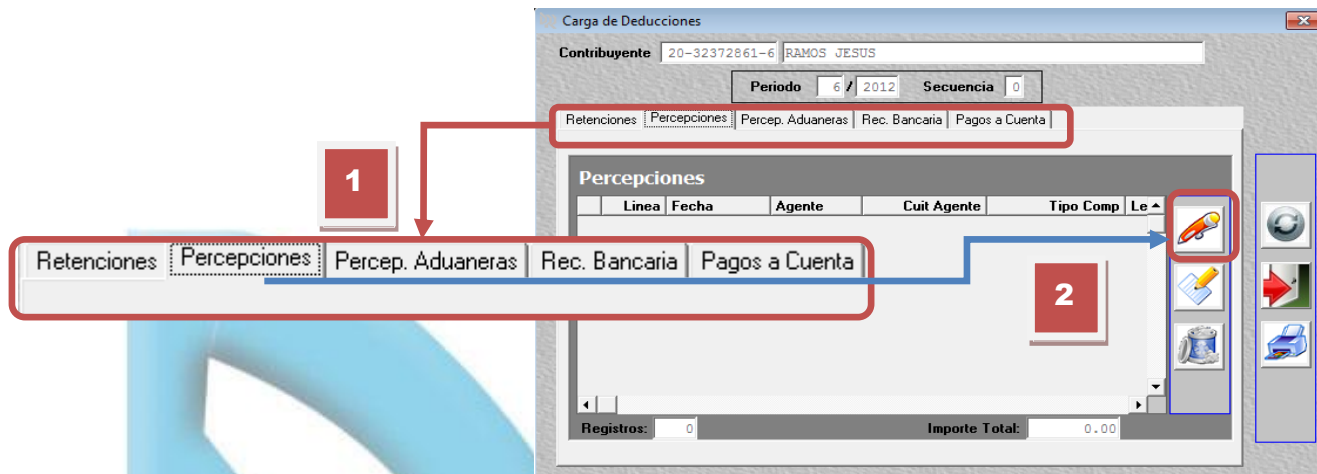 Carga de Deducciones
Contribuyente 20-32372861-6 RAMOS JESUS
Periodo 6 / 2012 Secuencia 0
Retenciones Percepciones Percep. Aduaneras Rec. Bancaria Pagos a Cuenta
1
Percepciones
Linea Fecha Agente Cuit Agente Tipo Comp Le
Retenciones Percepciones Percep. Aduaneras Rec. Bancaria Pagos a Cuenta
2
Registros: 0 Importe Total: 0.00